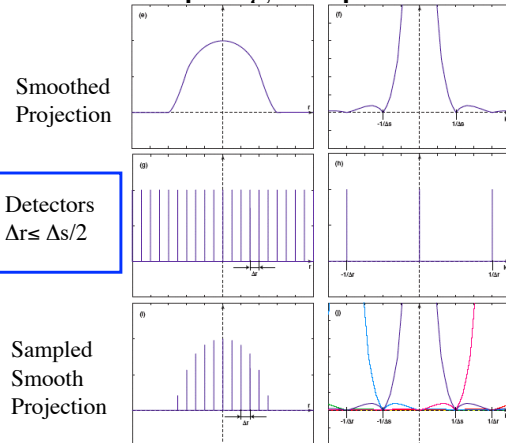 (e)
(f)
Smoothed
Projection
r
-1/Δs
1/Δs
(g)
(h)
Detectors
Δr≤ Δs/2
r
Δr
-1/Δr
1/Δr
(i)
(j)
Sampled
Smooth
Projection
r
Δr
-1/Δr
-1/Δs
1/Δs
1/Δr